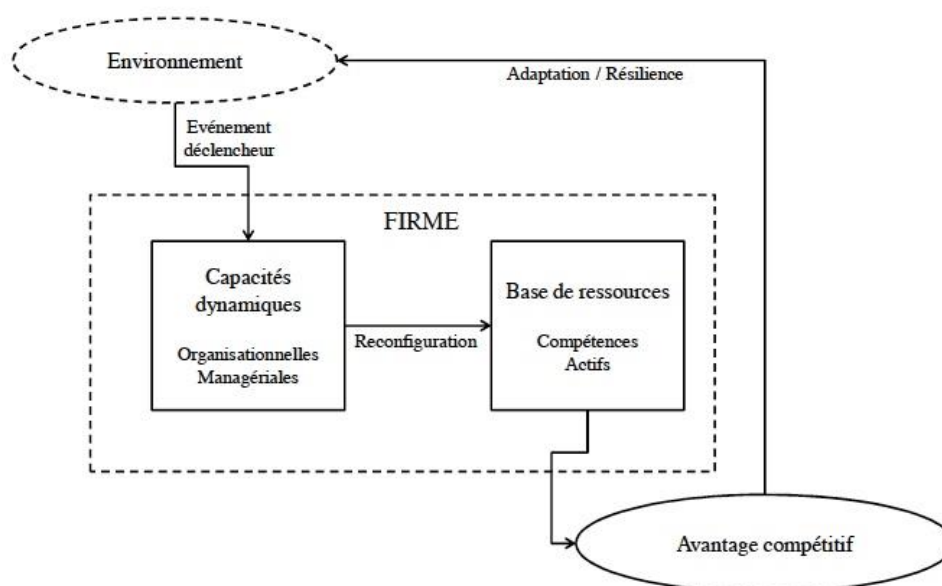 Environnement
Adaptation / Résilience
Evénement
déclencheur
FIRME
Capacités
dynamiques
Organisationnelles
Managériales
Reconfiguration
Base de ressources
Compétences
Actifs
Avantage compétitif